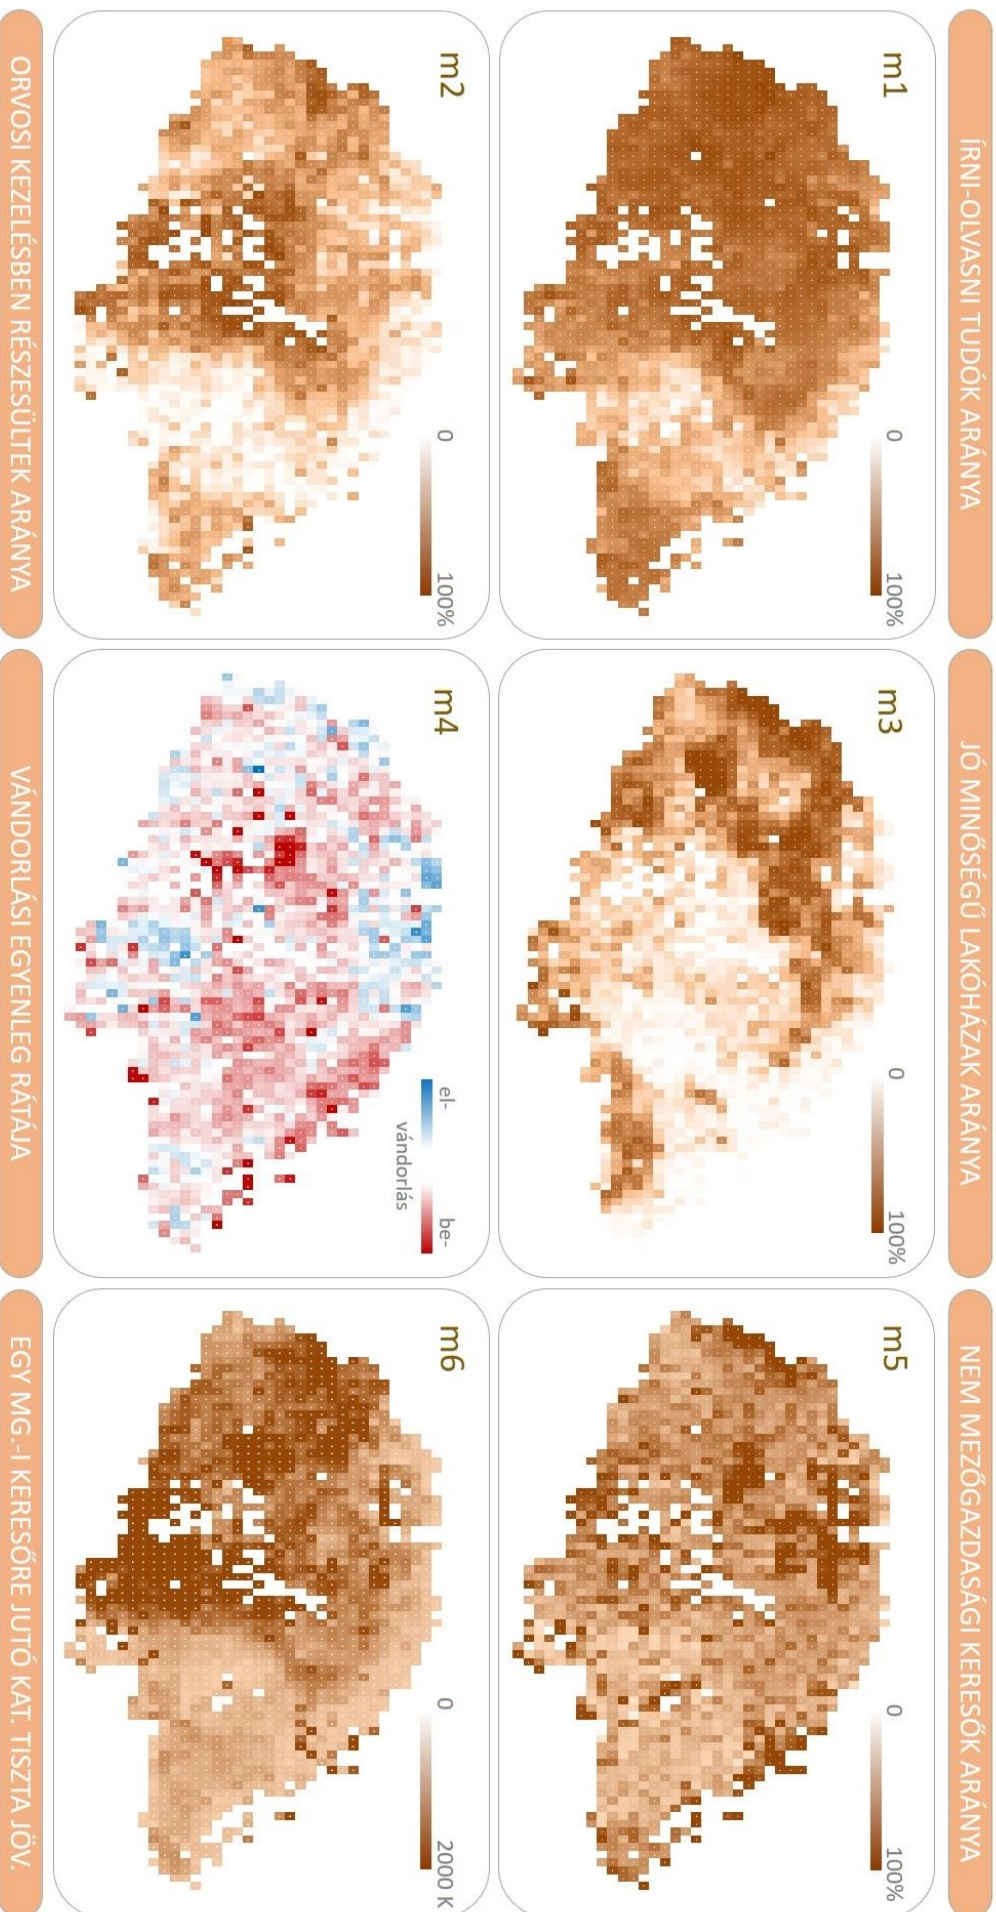 ÍRNI-OLVASNI TUDÓK ARÁNYA
m1
0
100%
JÓ MINŐSÉGŰ LAKÓHÁZAK ARÁNYA
m3
0
100%
NEM MEZŐGAZDASÁGI KERESŐK ARÁNYA
m5
0
100%
m2
0
100%
ORVOSI KEZELÉSBEN RÉSZESÜLTEK ARÁNYA
m4
el-
be-
vándorlás
VÁNDORLÁSI EGYENLEG RÁTÁJA
m6
0
2000 K
EGY MG.-I KERESŐRE JUTÓ KAT. TISZTA JÖV.